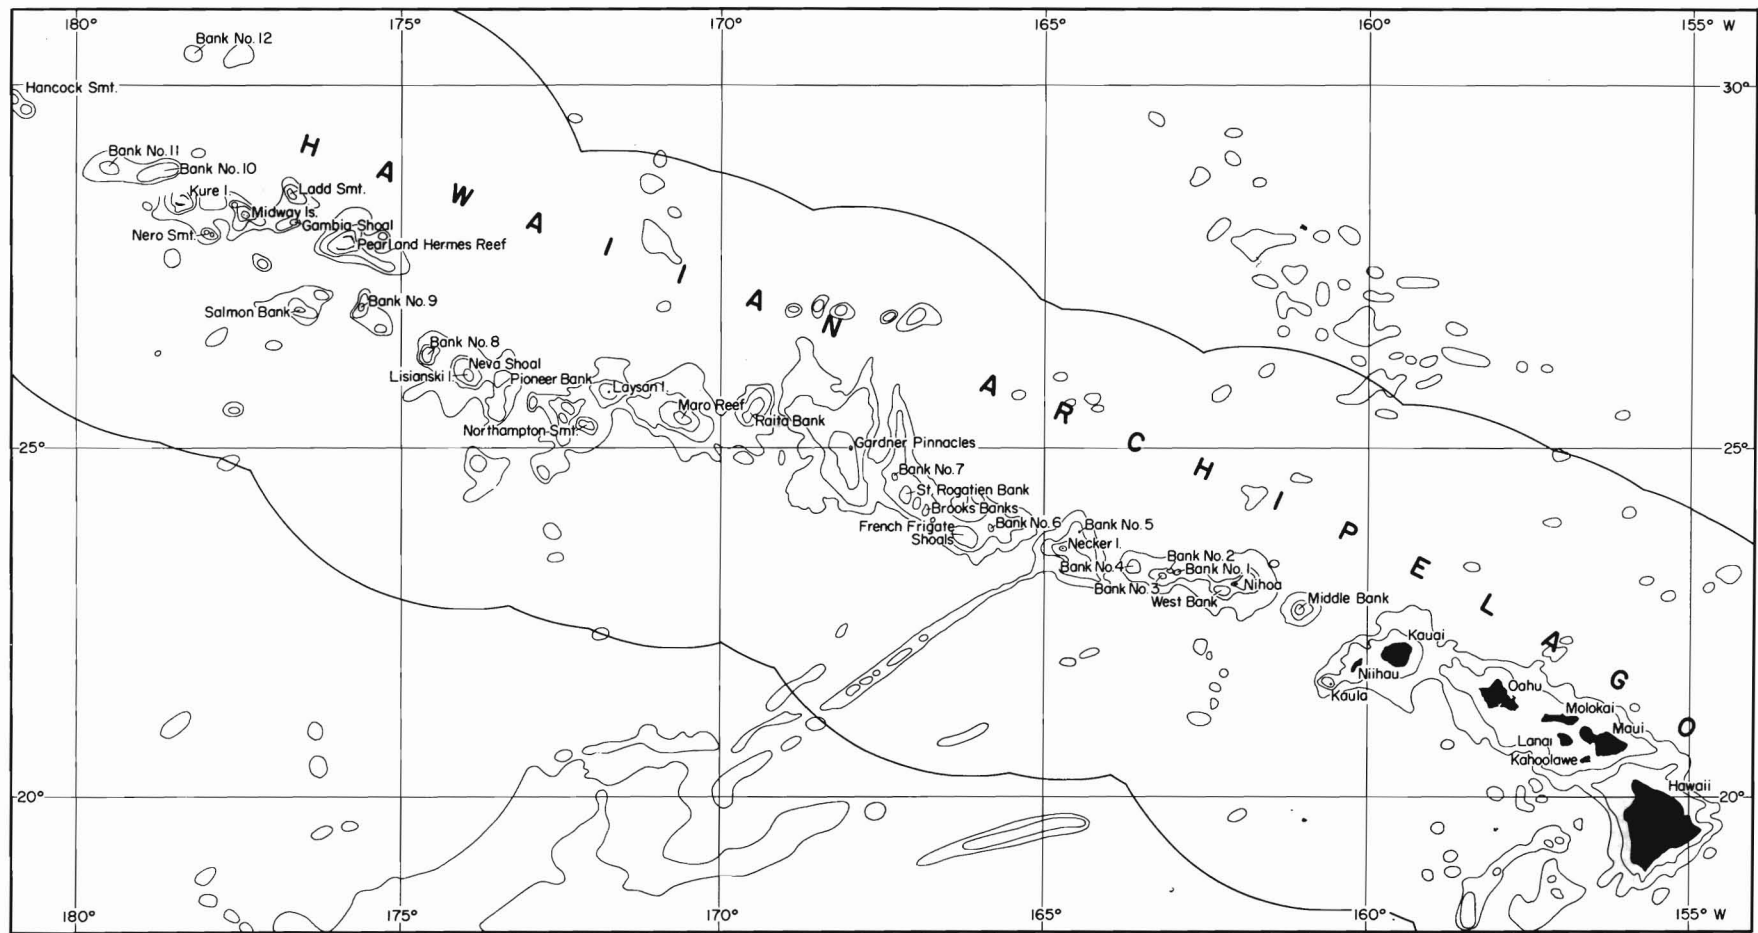 180° 175° 170° 165° 160° 155° W
Bank No. 12
Hancock Smt.
30°
HAWAIIAN ARCHIPELAGO
Bank No. 11
Bank No. 10
Kure I.
Ladd Smt.
Midway Is.
Gambia Shoal
Nero Smt.
Pearl and Hermes Reef
Salmon Bank
Bank No. 9
Bank No. 8
Neva Shoal
Lisianski I.
Pioneer Bank
Laysan I.
Maro Reef
Northampton Smt.
Raita Bank
25° 25°
Gardner Pinnacles
Bank No. 7
St. Rogatien Bank
Brooks Banks
French Frigate
Shoals
Bank No. 6
Bank No. 5
Necker I.
Bank No. 4
Bank No. 2
Bank No. 1
Bank No. 3
Nihoa
West Bank
Middle Bank
Kauai
Niihau
Kaula
Oahu
Molokai
Maui
Lanai
Kahoolawe
Hawaii
20° 20°
180° 175° 170° 165° 160° 155° W